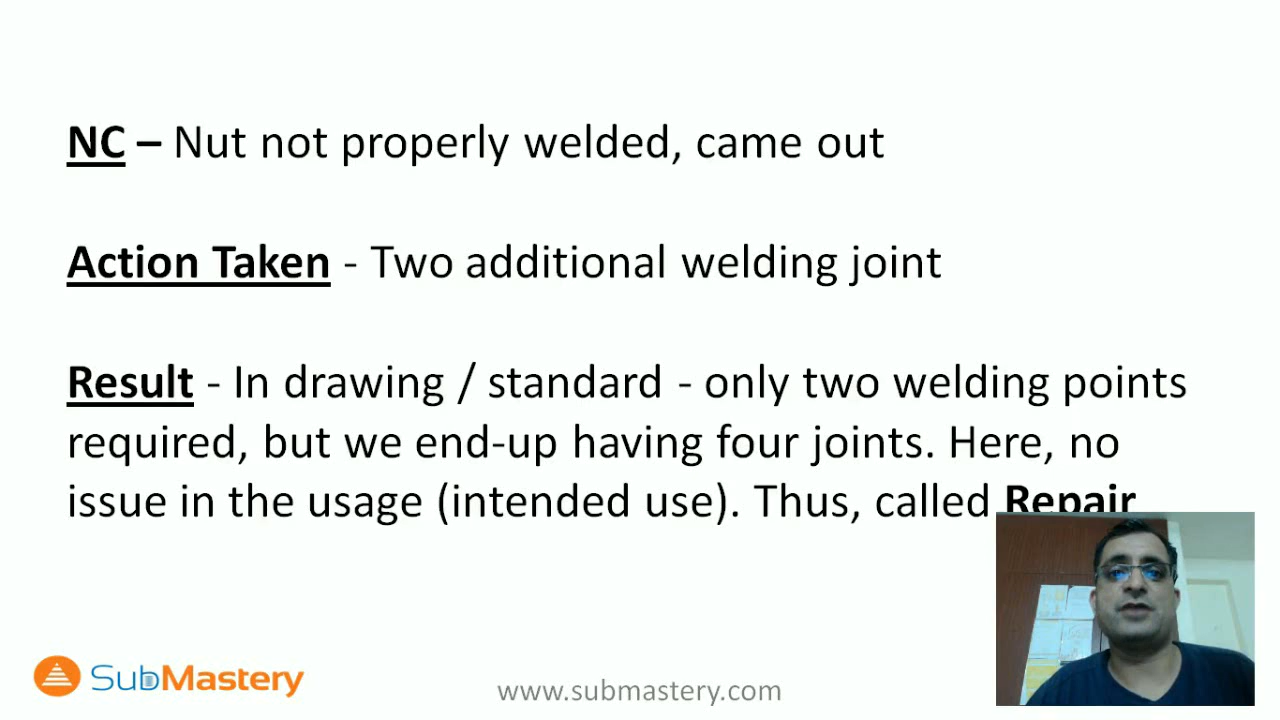 NC – Nut not properly welded, came out
Action Taken - Two additional welding joint
Result - In drawing / standard - only two welding points
required, but we end-up having four joints. Here, no
issue in the usage (intended use). Thus, called Repair
SubMastery
www.submastery.com